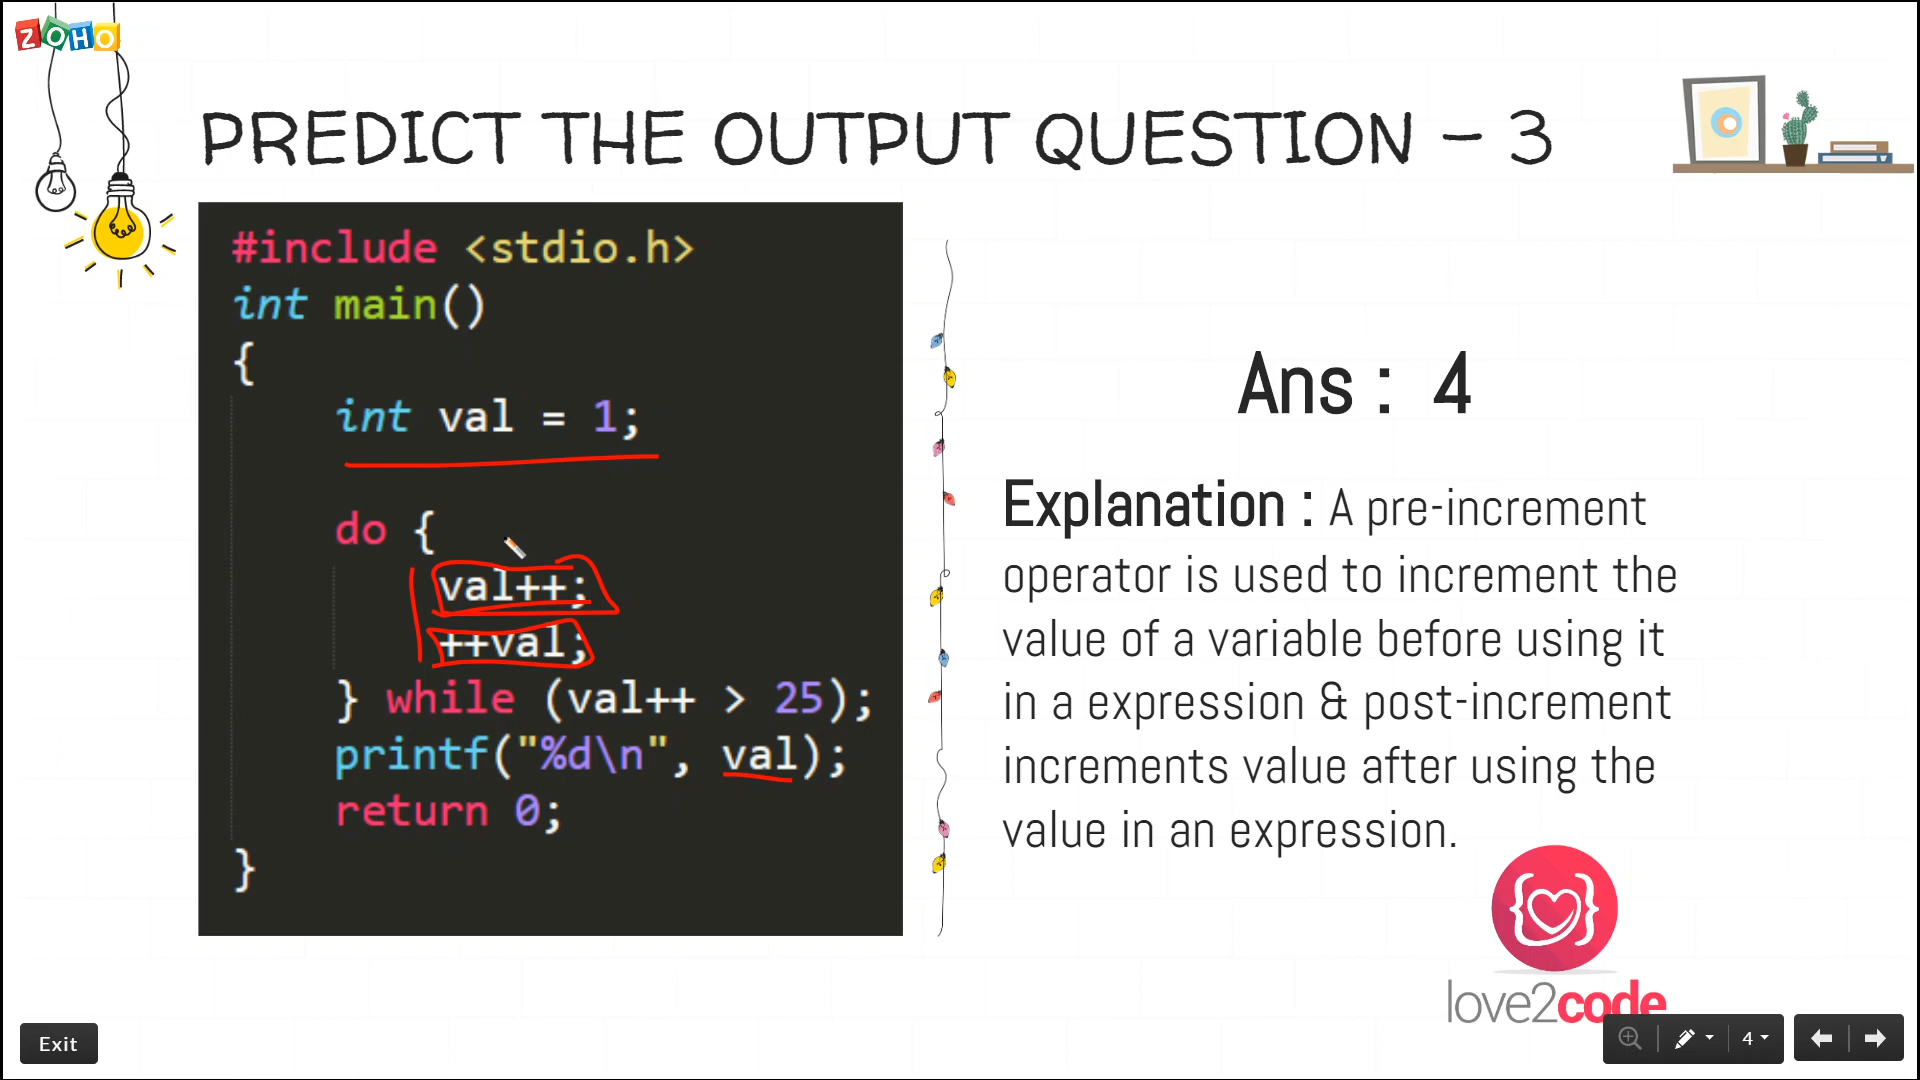 ZOHO
PREDICT THE OUTPUT QUESTION – 3
#include <stdio.h>
int main()
{
    int val = 1;
    do {
        val++;
        ++val;
    } while (val++ > 25);
    printf("%d\n", val);
    return 0;
}
Ans : 4
Explanation : A pre-increment
operator is used to increment the
value of a variable before using it
in a expression & post-increment
increments value after using the
value in an expression.
love2code
Exit
4